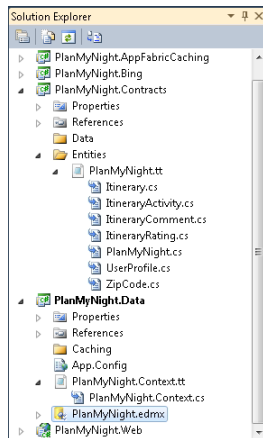 Solution Explorer
PlanMyNight.AppFabricCaching
PlanMyNight.Bing
PlanMyNight.Contracts
Properties
References
Data
Entities
PlanMyNight.tt
Itinerary.cs
ItineraryActivity.cs
ItineraryComment.cs
ItineraryRating.cs
PlanMyNight.cs
UserProfile.cs
ZipCode.cs
PlanMyNight.Data
Properties
References
Caching
App.Config
PlanMyNight.Context.tt
PlanMyNight.Context.cs
PlanMyNight.edmx
PlanMyNight.Web